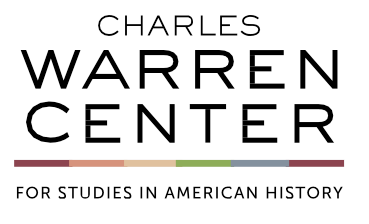 CHARLES
WARREN
CENTER
FOR STUDIES IN AMERICAN HISTORY